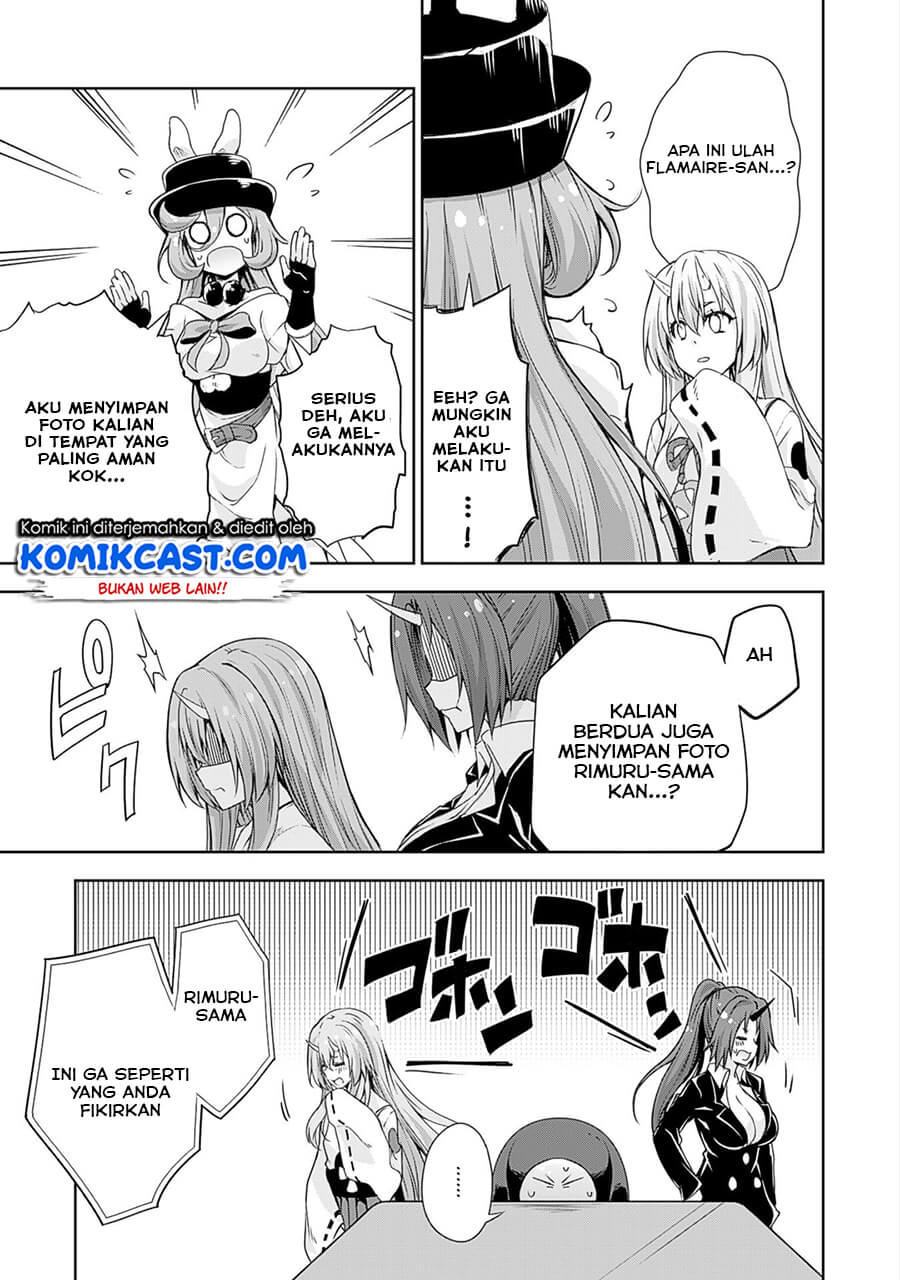 APA INI ULAH
FLAMAIRE-SAN...?
EEH? GA
MUNGKIN
AKU
MELAKU-
KAN ITU
...!
SERIUS
DEH, AKU
GA MEL-
AKUKANNYA
AKU MENYIMPAN
FOTO KALIAN
DI TEMPAT YANG
PALING AMAN
KOK...
Komik ini diterjemahkan & diedit oleh
KOMIKCAST.COM
BUKAN WEB LAIN!!
AH
KALIAN
BERDUA JUGA
MENYIMPAN FOTO
RIMURU-SAMA
KAN...?
ピク
ゴホン
ゴホン
RIMURU-
SAMA
INI GA SEPERTI
YANG ANDA
FIKIRKAN
......